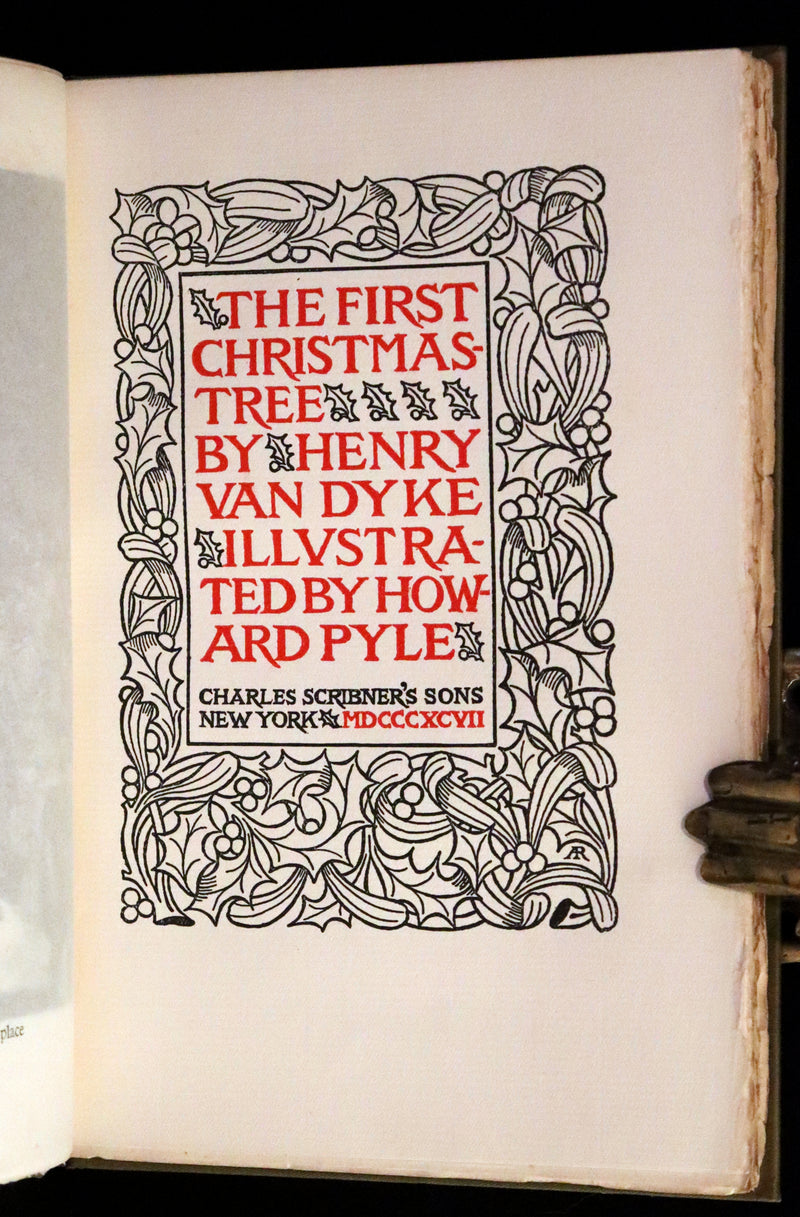 THE FIRST
CHRISTMAS-
TREE
BY HENRY
VAN DYKE
ILLVSTRA-
TED BY HOW-
ARD PYLE
CHARLES SCRIBNER'S SONS
NEW YORK MDCCCXCVII
AR
place